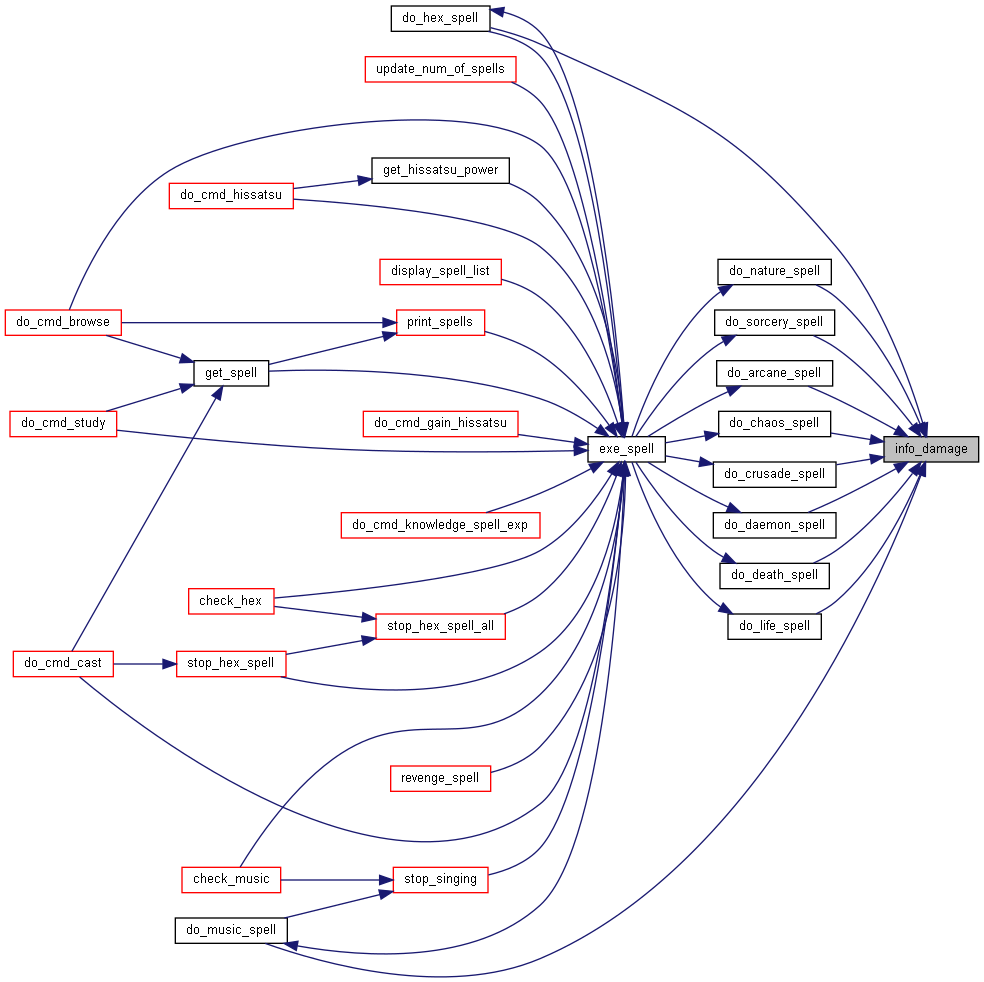 do_hex_spell
update_num_of_spells
get_hissatsu_power
do_cmd_hissatsu
display_spell_list
do_nature_spell
do_cmd_browse
print_spells
do_sorcery_spell
get_spell
do_arcane_spell
do_cmd_study
do_cmd_gain_hissatsu
do_chaos_spell
exe_spell
info_damage
do_crusade_spell
do_cmd_knowledge_spell_exp
do_daemon_spell
do_death_spell
check_hex
stop_hex_spell_all
do_life_spell
do_cmd_cast
stop_hex_spell
revenge_spell
check_music
stop_singing
do_music_spell